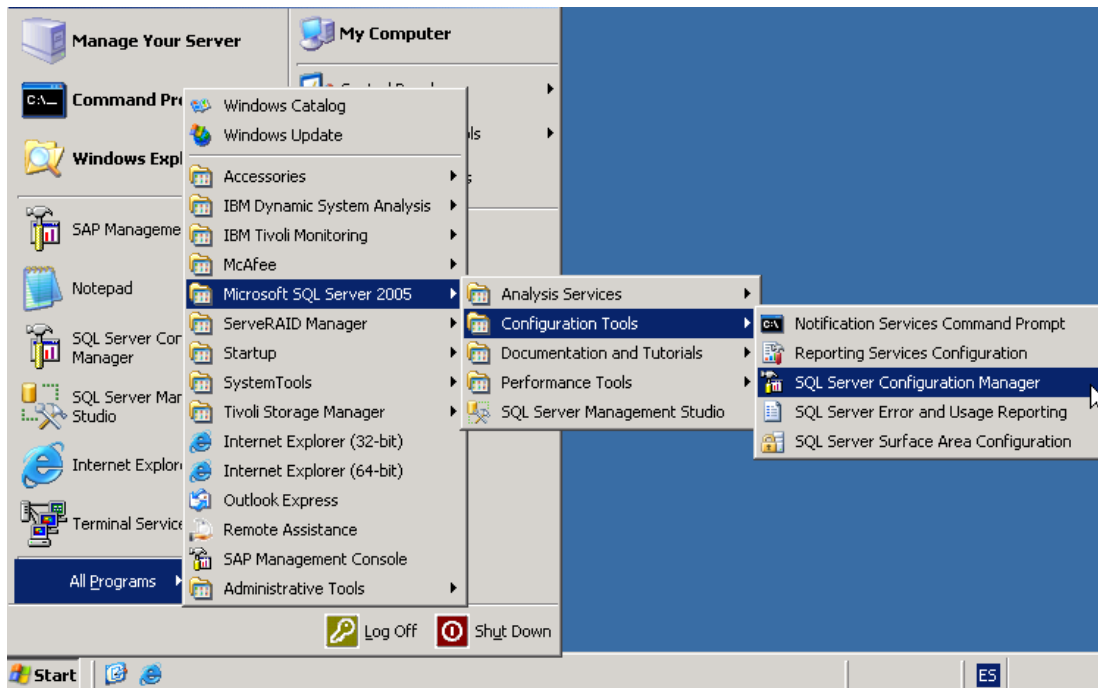 Manage Your Server
My Computer
C:\_
Command Pr
Windows Expl
SAP Manageme
Notepad
SQL Server Con
Manager
SQL Server Man
Studio
Internet Explor
Terminal Service
All Programs
Windows Catalog
Windows Update
Accessories
IBM Dynamic System Analysis
IBM Tivoli Monitoring
McAfee
Microsoft SQL Server 2005
ServeRAID Manager
Startup
SystemTools
Tivoli Storage Manager
Internet Explorer (32-bit)
Internet Explorer (64-bit)
Outlook Express
Remote Assistance
SAP Management Console
Administrative Tools
Analysis Services
Configuration Tools
Documentation and Tutorials
Performance Tools
SQL Server Management Studio
Notification Services Command Prompt
Reporting Services Configuration
SQL Server Configuration Manager
SQL Server Error and Usage Reporting
SQL Server Surface Area Configuration
Log Off
Shut Down
Start
ES